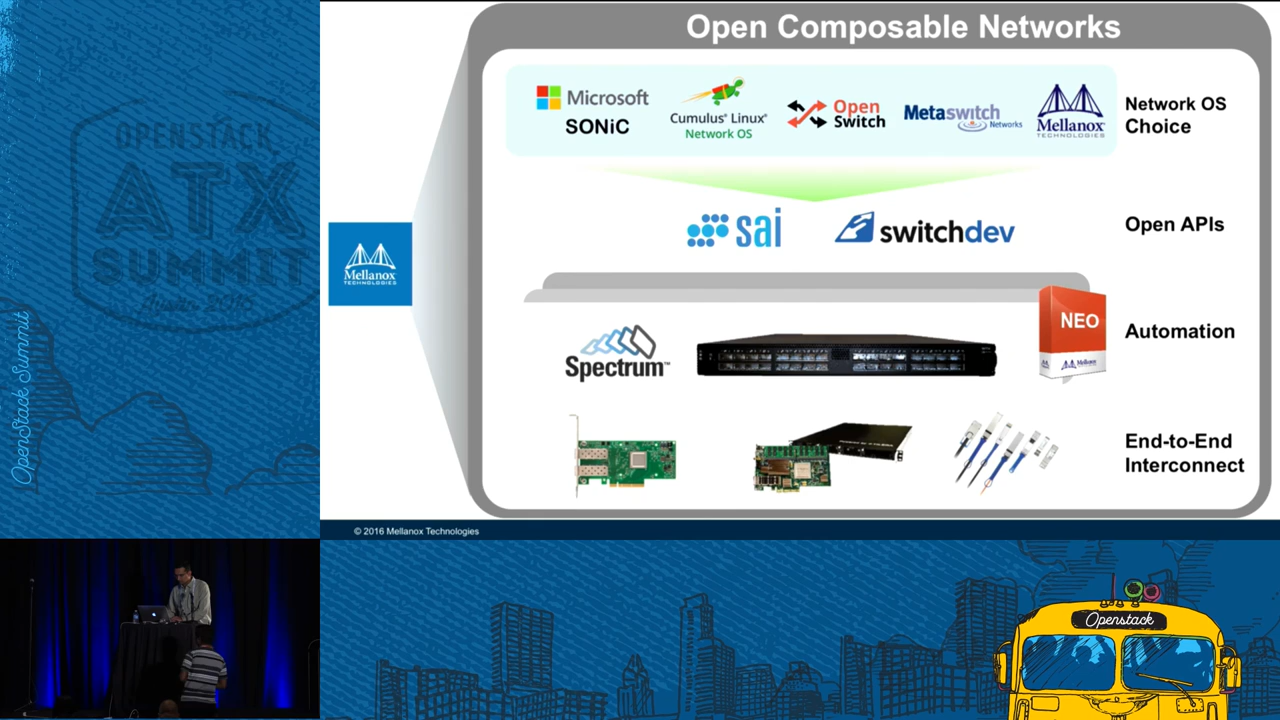 Open Composable Networks
Microsoft
SONiC
Cumulus® Linux®
Network OS
Open
Switch
Metaswitch
Networks
Mellanox
TECHNOLOGIES
Network OS
Choice
sai
switchdev
Open APIs
Mellanox
TECHNOLOGIES
Spectrum™
NEO
Mellanox
Automation
End-to-End
Interconnect
© 2016 Mellanox Technologies
OPENSTACK
ATX
SUMMIT
Austin 2016
OpenStack Summit
Openstack